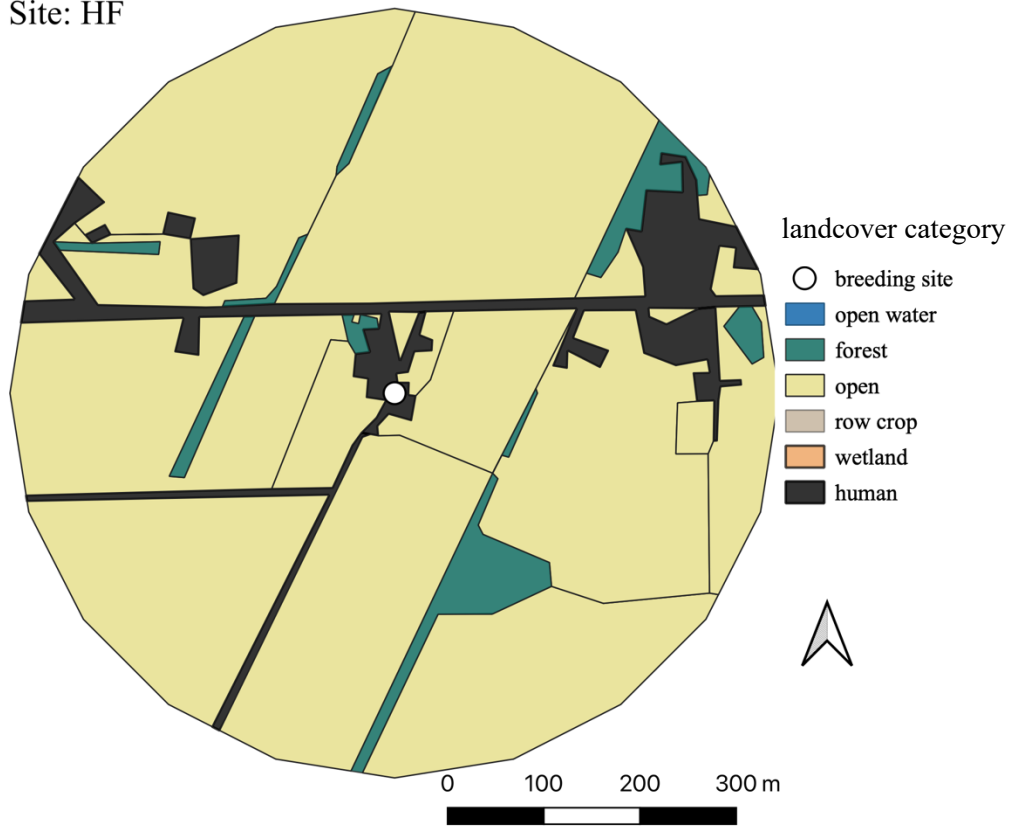 Site: HF
landcover category
breeding site
open water
forest
open
row crop
wetland
human
0 100 200 300 m